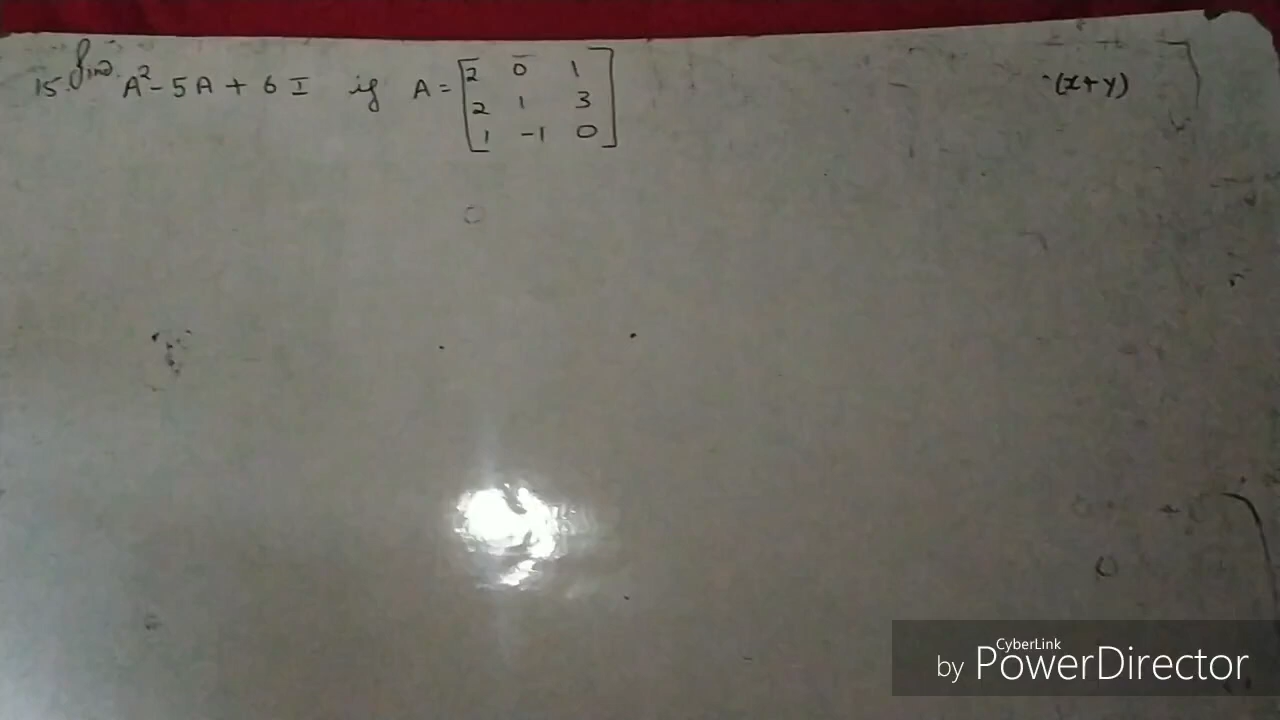 15. Find A² - 5A + 6I if A = [2 0 1
2 1 3
1 -1 0]
(x+y)
CyberLink
by PowerDirector